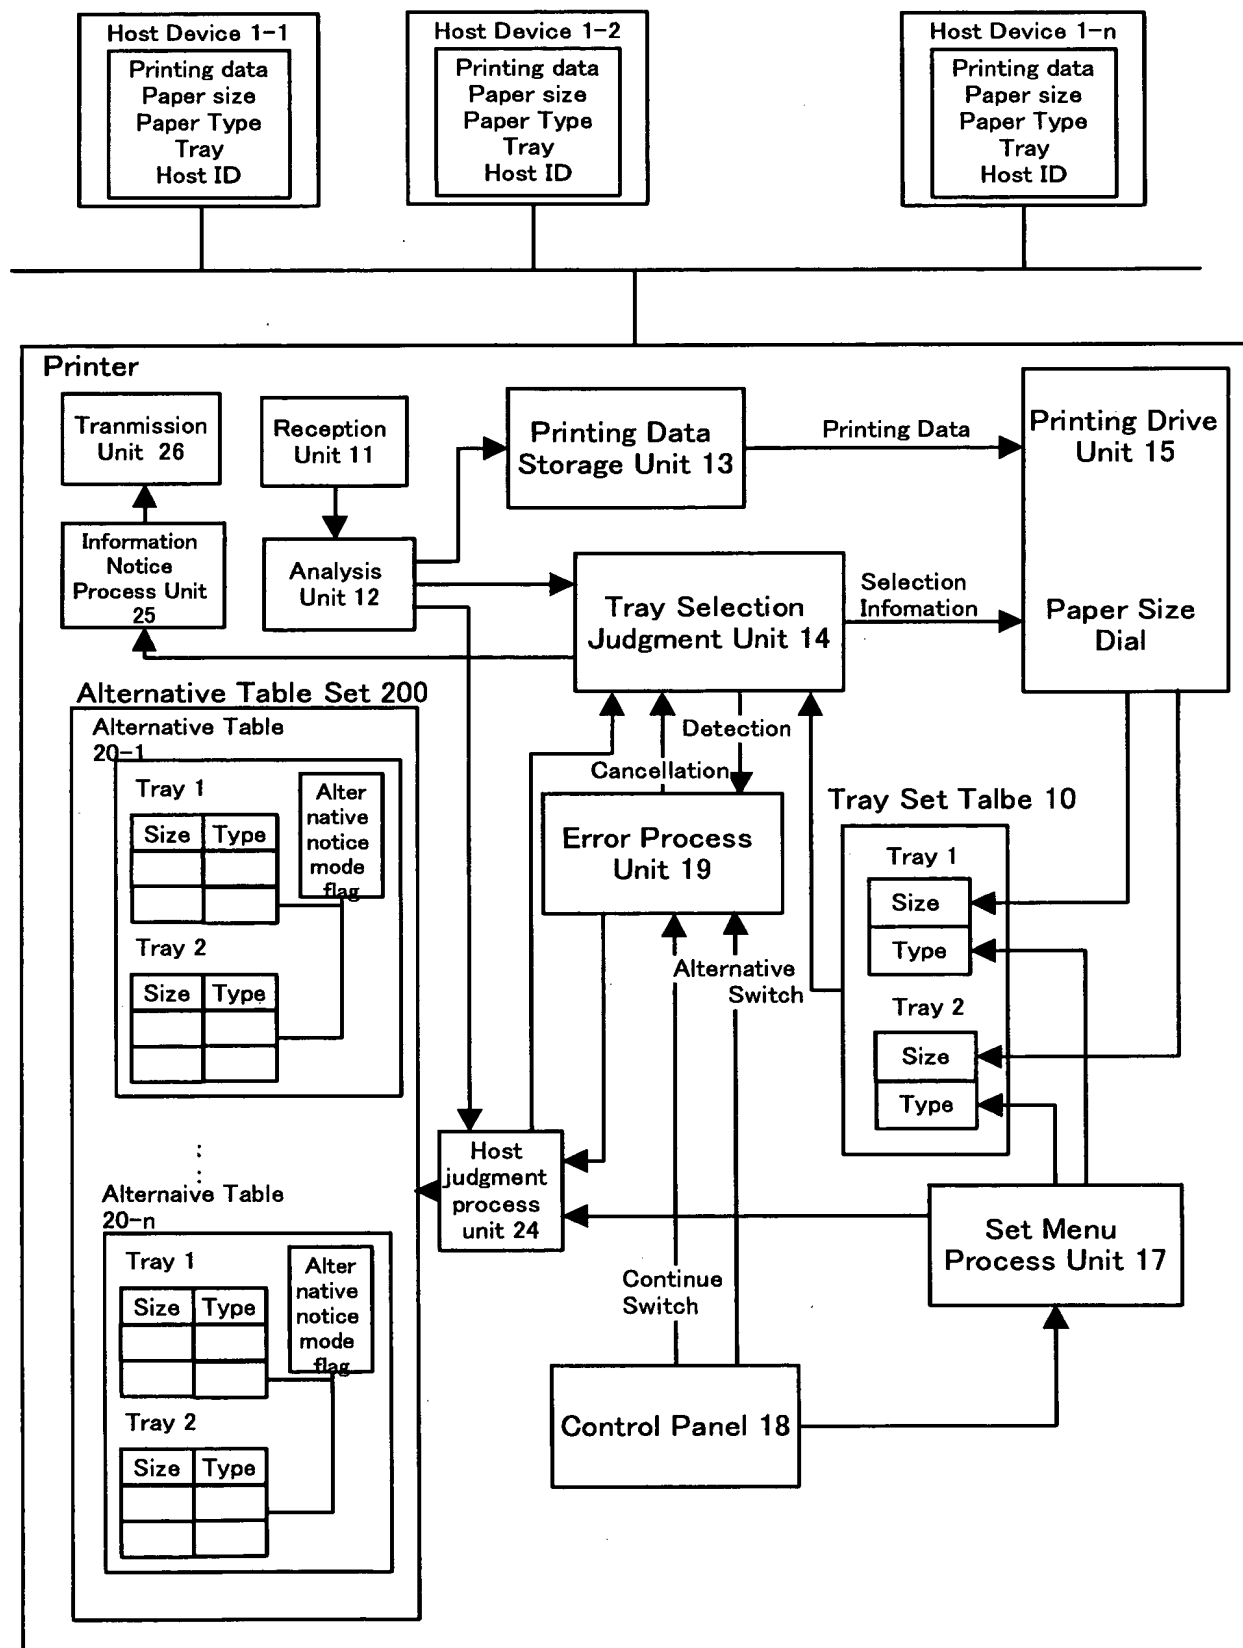 Host Device 1-1
Printing data
Paper size
Paper Type
Tray
Host ID
Host Device 1-2
Printing data
Paper size
Paper Type
Tray
Host ID
Host Device 1-n
Printing data
Paper size
Paper Type
Tray
Host ID
Printer
Tranmission
Unit 26
Reception
Unit 11
Printing Data
Storage Unit 13
Printing Data
Printing Drive
Unit 15
Paper Size
Dial
Information
Notice
Process Unit
25
Analysis
Unit 12
Tray Selection
Judgment Unit 14
Selection
Infomation
Alternative Table Set 200
Alternative Table
20-1
Tray 1
Size Type
Alter
native
notice
mode
flag
Tray 2
Size Type
Detection
Cancellation
Error Process
Unit 19
Tray Set Talbe 10
Tray 1
Size
Type
Tray 2
Size
Type
Alternative
Switch
Host
judgment
process
unit 24
:
:
Alternaive Table
20-n
Tray 1
Size Type
Alter
native
notice
mode
flag
Tray 2
Size Type
Set Menu
Process Unit 17
Continue
Switch
Control Panel 18